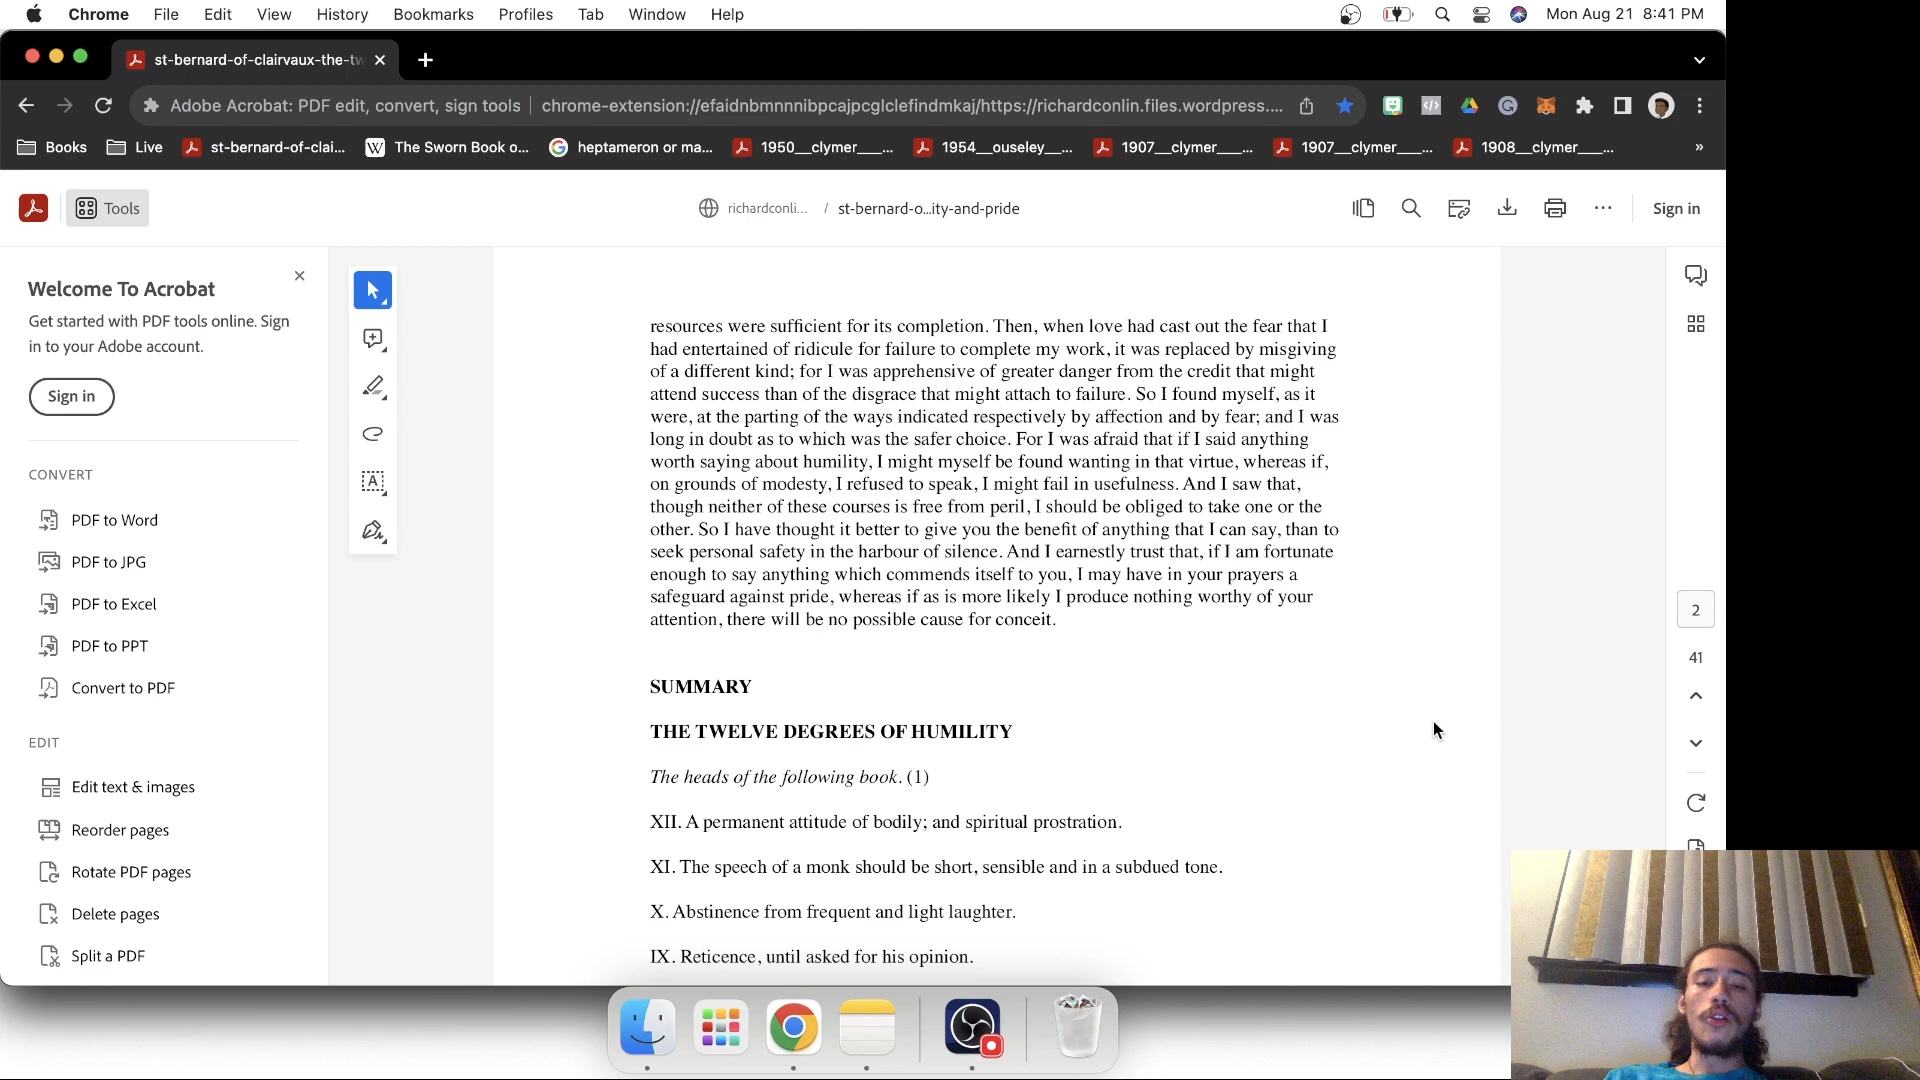 Chrome File Edit View History Bookmarks Profiles Tab Window Help Mon Aug 21 8:41 PM
st-bernard-of-clairvaux-the-tw
Adobe Acrobat: PDF edit, convert, sign tools chrome-extension://efaidnbmnnnibpcajpcglclefindmkaj/https://richardconlin.files.wordpress....
Books Live st-bernard-of-clai... The Sworn Book o... heptameron or ma... 1950__clymer___... 1954__ouseley__... 1907__clymer___... 1907__clymer___... 1908__clymer___... »
Tools richardconli... / st-bernard-o...ity-and-pride Sign in
Welcome To Acrobat
Get started with PDF tools online. Sign
in to your Adobe account.
Sign in
CONVERT
PDF to Word
PDF to JPG
PDF to Excel
PDF to PPT
Convert to PDF
EDIT
Edit text & images
Reorder pages
Rotate PDF pages
Delete pages
Split a PDF
resources were sufficient for its completion. Then, when love had cast out the fear that I
had entertained of ridicule for failure to complete my work, it was replaced by misgiving
of a different kind; for I was apprehensive of greater danger from the credit that might
attend success than of the disgrace that might attach to failure. So I found myself, as it
were, at the parting of the ways indicated respectively by affection and by fear; and I was
long in doubt as to which was the safer choice. For I was afraid that if I said anything
worth saying about humility, I might myself be found wanting in that virtue, whereas if,
on grounds of modesty, I refused to speak, I might fail in usefulness. And I saw that,
though neither of these courses is free from peril, I should be obliged to take one or the
other. So I have thought it better to give you the benefit of anything that I can say, than to
seek personal safety in the harbour of silence. And I earnestly trust that, if I am fortunate
enough to say anything which commends itself to you, I may have in your prayers a
safeguard against pride, whereas if as is more likely I produce nothing worthy of your
attention, there will be no possible cause for conceit.
SUMMARY
THE TWELVE DEGREES OF HUMILITY
The heads of the following book. (1)
XII. A permanent attitude of bodily; and spiritual prostration.
XI. The speech of a monk should be short, sensible and in a subdued tone.
X. Abstinence from frequent and light laughter.
IX. Reticence, until asked for his opinion.
2
41